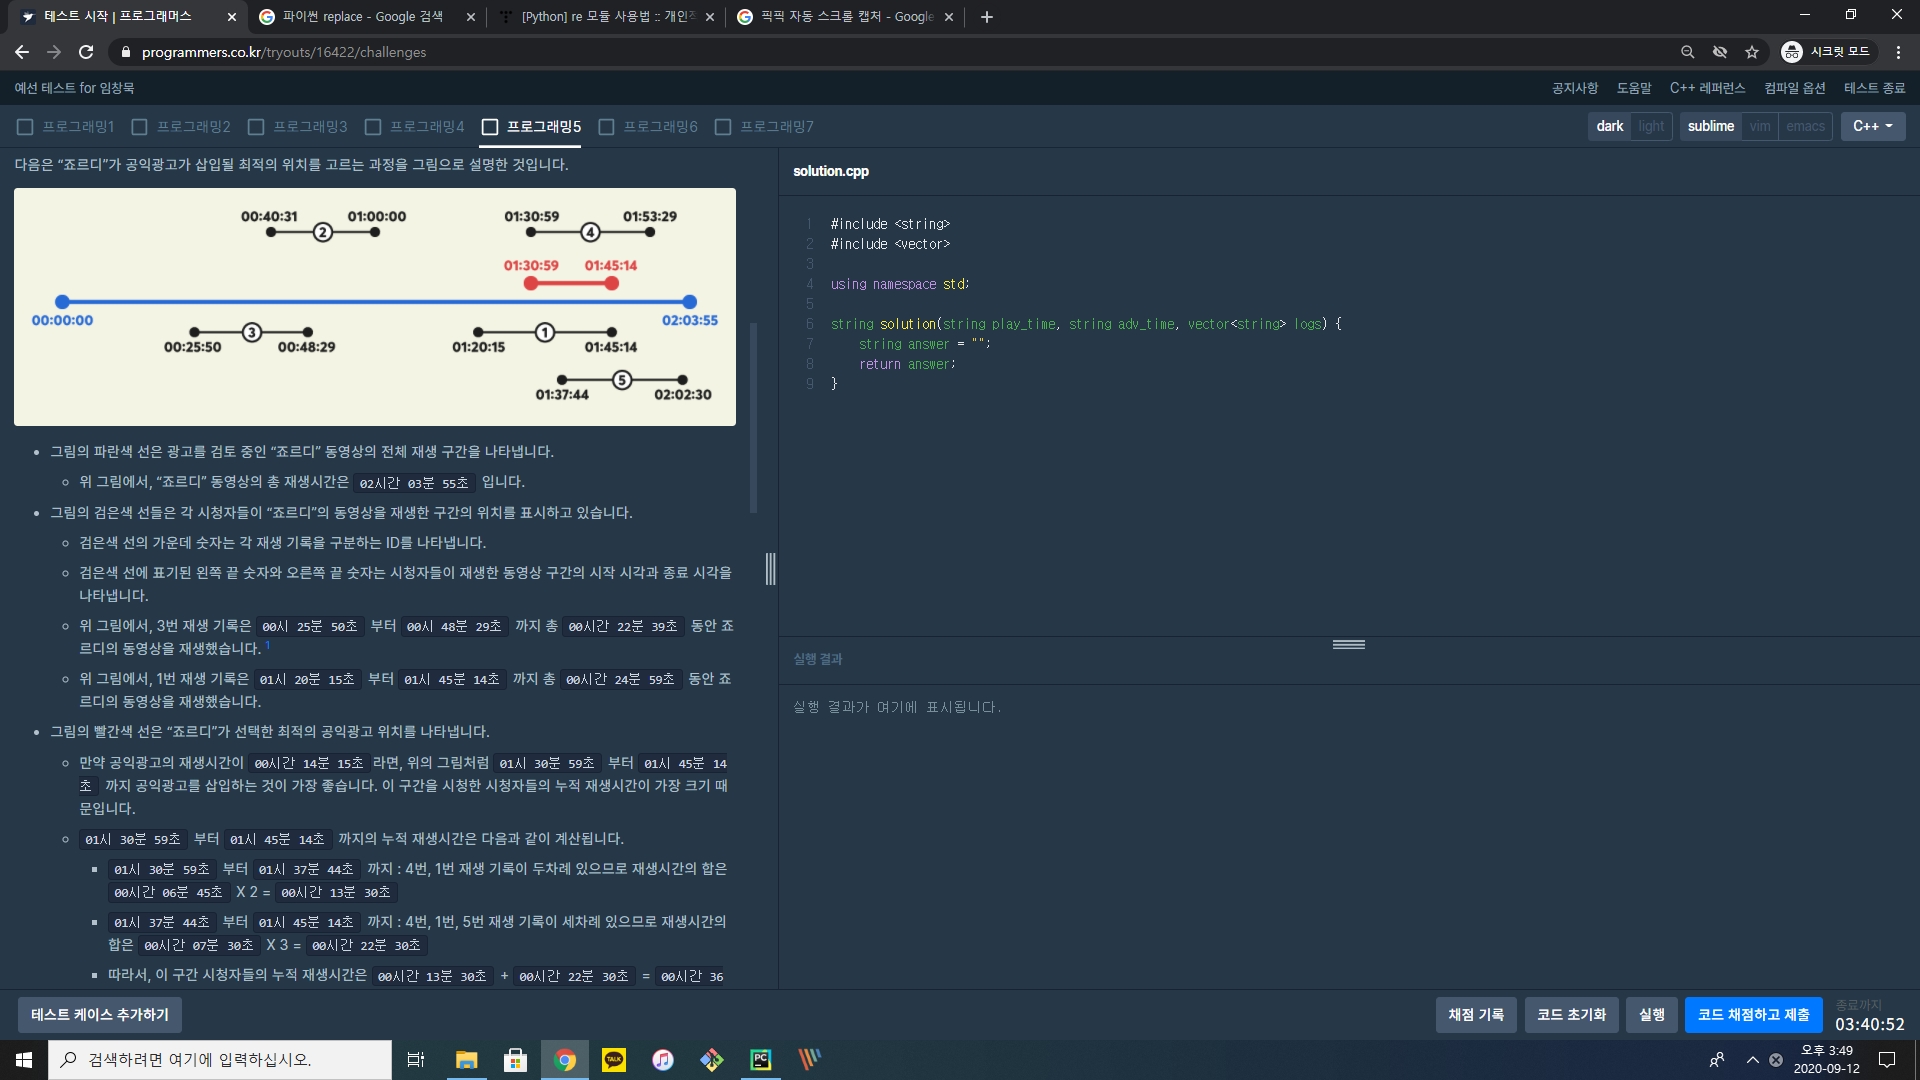 테스트 시작 | 프로그래머스
파이썬 replace - Google 검색
[Python] re 모듈 사용법 :: 개인적
픽픽 자동 스크롤 캡처 - Google
programmers.co.kr/tryouts/16422/challenges
시크릿 모드
예선 테스트 for 임창묵
공지사항 도움말 C++ 레퍼런스 컴파일 옵션 테스트 종료
프로그래밍1 프로그래밍2 프로그래밍3 프로그래밍4 프로그래밍5 프로그래밍6 프로그래밍7
dark light sublime vim emacs C++
다음은 “죠르디”가 공익광고가 삽입될 최적의 위치를 고르는 과정을 그림으로 설명한 것입니다.
00:40:31 01:00:00 01:30:59 01:53:29
2 4
01:30:59 01:45:14
00:00:00 02:03:55
3 1
00:25:50 00:48:29 01:20:15 01:45:14
5
01:37:44 02:02:30
그림의 파란색 선은 광고를 검토 중인 “죠르디” 동영상의 전체 재생 구간을 나타냅니다.
위 그림에서, “죠르디” 동영상의 총 재생시간은 02시간 03분 55초 입니다.
그림의 검은색 선들은 각 시청자들이 “죠르디”의 동영상을 재생한 구간의 위치를 표시하고 있습니다.
검은색 선의 가운데 숫자는 각 재생 기록을 구분하는 ID를 나타냅니다.
검은색 선에 표기된 왼쪽 끝 숫자와 오른쪽 끝 숫자는 시청자들이 재생한 동영상 구간의 시작 시각과 종료 시각을
나타냅니다.
위 그림에서, 3번 재생 기록은 00시 25분 50초 부터 00시 48분 29초 까지 총 00시간 22분 39초 동안 죠
르디의 동영상을 재생했습니다. 1
위 그림에서, 1번 재생 기록은 01시 20분 15초 부터 01시 45분 14초 까지 총 00시간 24분 59초 동안 죠
르디의 동영상을 재생했습니다.
그림의 빨간색 선은 “죠르디”가 선택한 최적의 공익광고 위치를 나타냅니다.
만약 공익광고의 재생시간이 00시간 14분 15초 라면, 위의 그림처럼 01시 30분 59초 부터 01시 45분 14
초 까지 공익광고를 삽입하는 것이 가장 좋습니다. 이 구간을 시청한 시청자들의 누적 재생시간이 가장 크기 때
문입니다.
01시 30분 59초 부터 01시 45분 14초 까지의 누적 재생시간은 다음과 같이 계산됩니다.
01시 30분 59초 부터 01시 37분 44초 까지 : 4번, 1번 재생 기록이 두차례 있으므로 재생시간의 합은
00시간 06분 45초 X 2 = 00시간 13분 30초
01시 37분 44초 부터 01시 45분 14초 까지 : 4번, 1번, 5번 재생 기록이 세차례 있으므로 재생시간의
합은 00시간 07분 30초 X 3 = 00시간 22분 30초
따라서, 이 구간 시청자들의 누적 재생시간은 00시간 13분 30초 + 00시간 22분 30초 = 00시간 36
solution.cpp
1 #include <string>
2 #include <vector>
3
4 using namespace std;
5
6 string solution(string play_time, string adv_time, vector<string> logs) {
7 string answer = "";
8 return answer;
9 }
실행 결과
실행 결과가 여기에 표시됩니다.
테스트 케이스 추가하기
채점 기록 코드 초기화 실행 코드 채점하고 제출
종료까지
03:40:52
검색하려면 여기에 입력하십시오.
TALK
PC
오후 3:49
2020-09-12